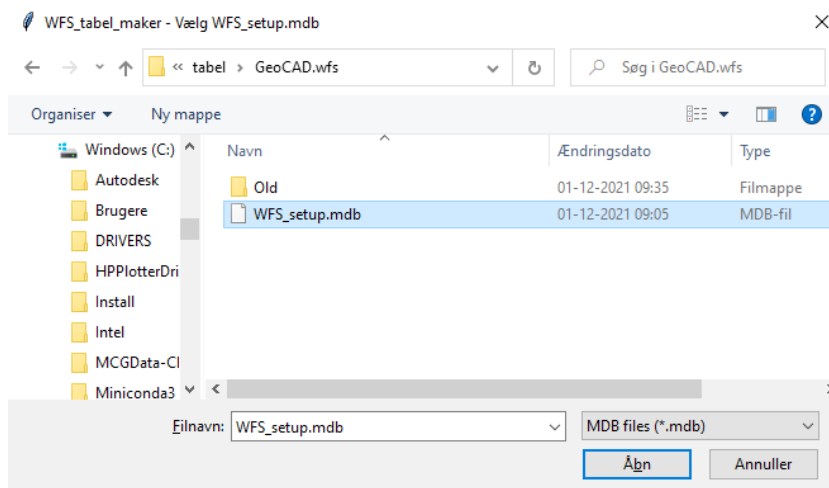 WFS_tabel_maker - Vælg WFS_setup.mdb
« tabel > GeoCAD.wfs
Søg i GeoCAD.wfs
Organiser
Ny mappe
?
Windows (C:)
Autodesk
Brugere
DRIVERS
HPPlotterDri
Install
Intel
MCGData-Cl
Miniconda3
Navn
Ændringsdato
Type
Old
01-12-2021 09:35
Filmappe
WFS_setup.mdb
01-12-2021 09:05
MDB-fil
Filnavn:
WFS_setup.mdb
MDB files (*.mdb)
Åbn
Annuller